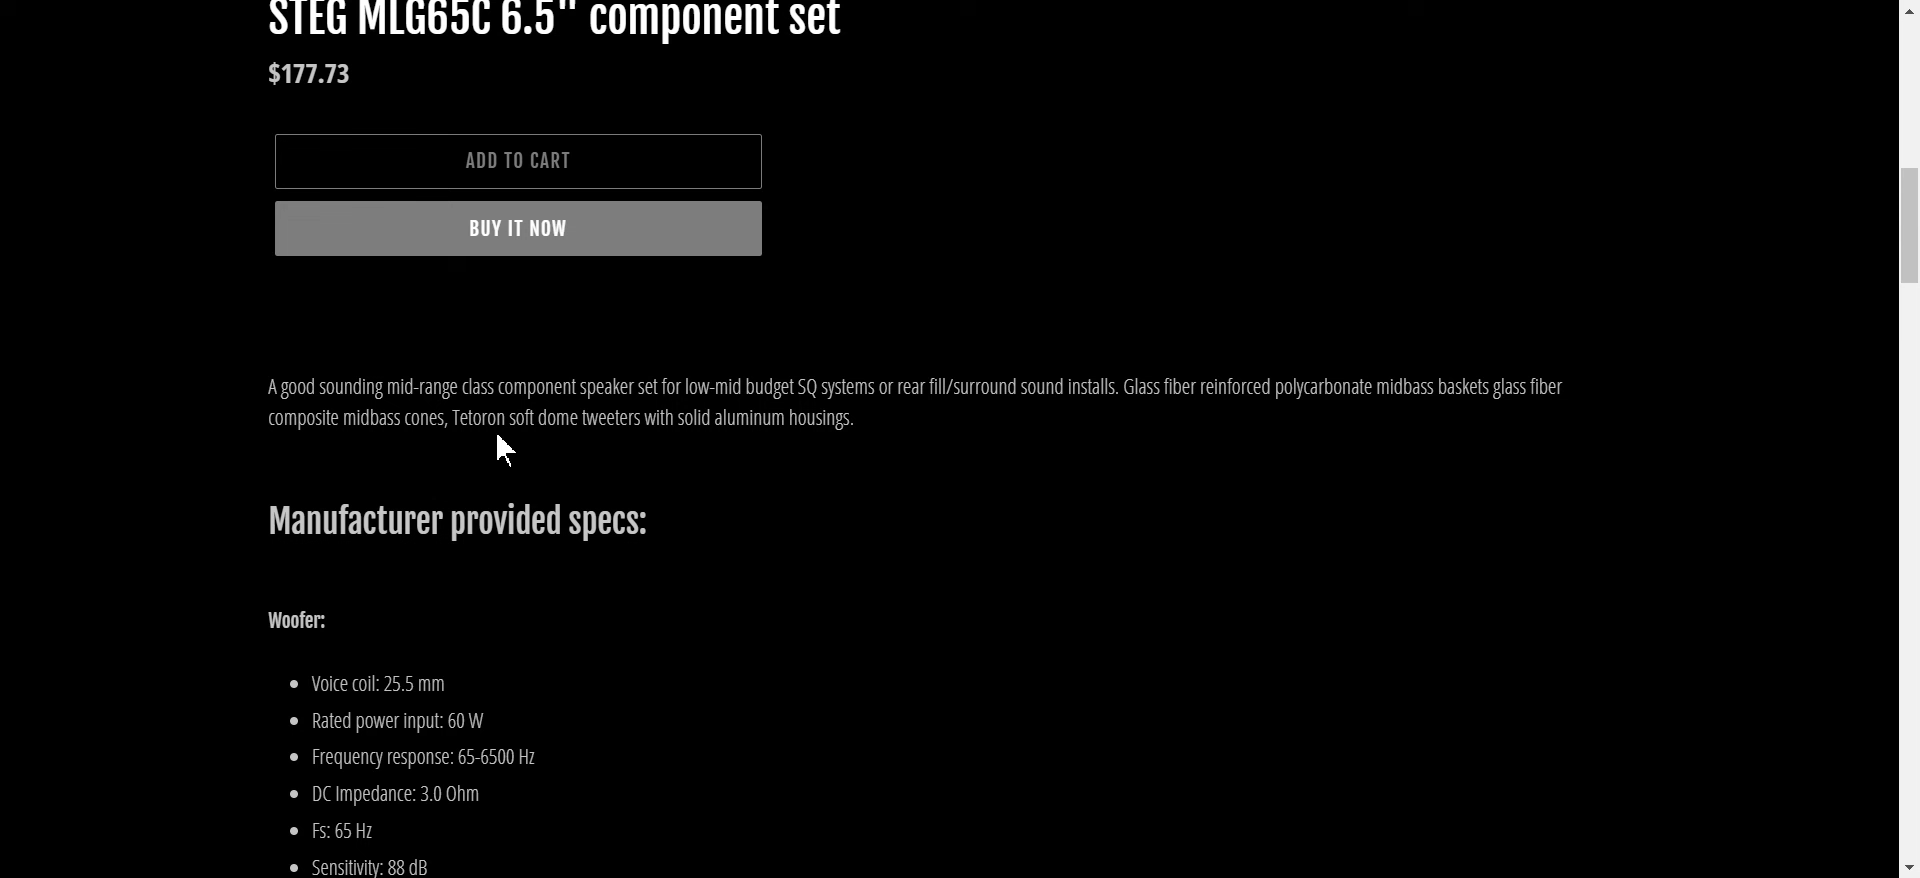 STEG MLG65C 6.5" component set
$177.73
ADD TO CART
BUY IT NOW
A good sounding mid-range class component speaker set for low-mid budget SQ systems or rear fill/surround sound installs. Glass fiber reinforced polycarbonate midbass baskets glass fiber
composite midbass cones, Tetoron soft dome tweeters with solid aluminum housings.
Manufacturer provided specs:
Woofer:
Voice coil: 25.5 mm
Rated power input: 60 W
Frequency response: 65-6500 Hz
DC Impedance: 3.0 Ohm
Fs: 65 Hz
Sensitivity: 88 dB